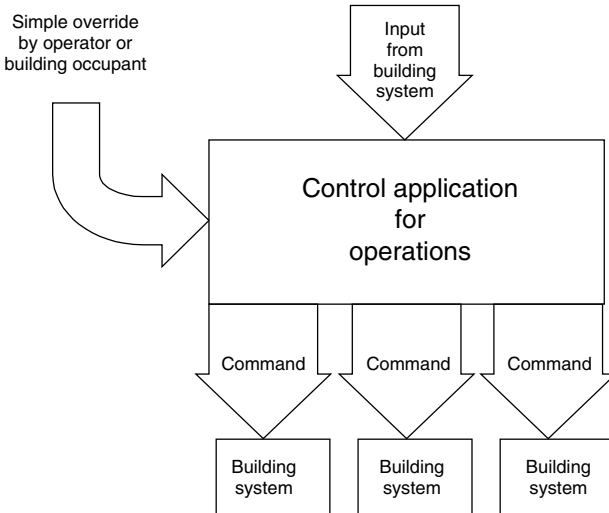 Simple override
by operator or
building occupant
Input
from
building
system
Control application
for
operations
Command
Command
Command
Building
system
Building
system
Building
system